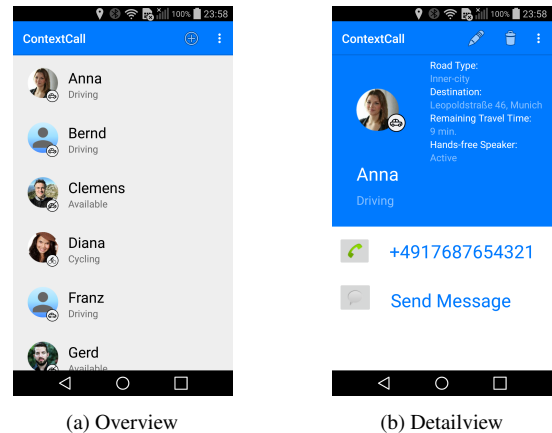 100% 23:58
ContextCall
Anna
Driving
Bernd
Driving
Clemens
Available
Diana
Cycling
Franz
Driving
Gerd
Available
(a) Overview
100% 23:58
ContextCall
Road Type:
Inner-city
Destination:
Leopoldstraße 46, Munich
Remaining Travel Time:
9 min.
Hands-free Speaker:
Active
Anna
Driving
+4917687654321
Send Message
(b) Detailview